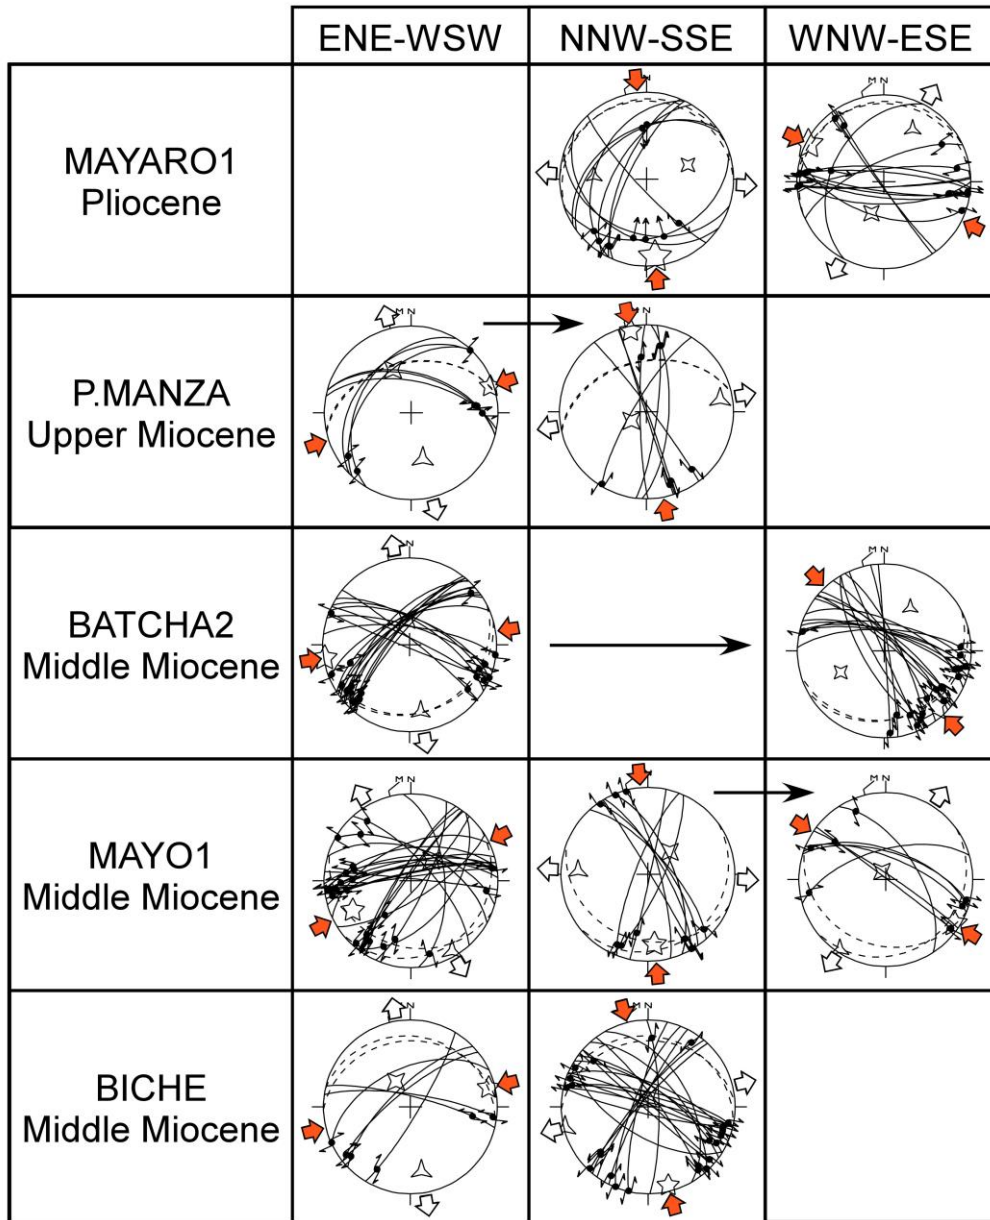 ENE-WSW NNW-SSE WNW-ESE
MAYARO1
Pliocene
M N
M N
P.MANZA
Upper Miocene
M N
M N
BATCHA2
Middle Miocene
M N
M N
MAYO1
Middle Miocene
M N
M N
M N
BICHE
Middle Miocene
M N
M N